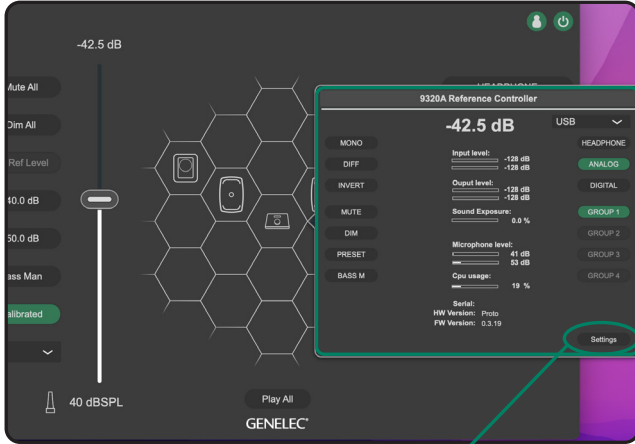 -42.5 dB
Mute All
Dim All
Ref Level
40.0 dB
60.0 dB
ass Man
alibrated
40 dBSPL
Play All
GENELEC®
HEADPHONE
9320A Reference Controller
-42.5 dB
USB
MONO
DIFF
INVERT
MUTE
DIM
PRESET
BASS M
Input level:
-128 dB
-128 dB
Ouput level:
-128 dB
-128 dB
Sound Exposure:
0.0 %
Microphone level:
41 dB
53 dB
Cpu usage:
19 %
Serial:
HW Version: Proto
FW Version: 0.3.19
HEADPHONE
ANALOG
DIGITAL
GROUP 1
GROUP 2
GROUP 3
GROUP 4
Settings